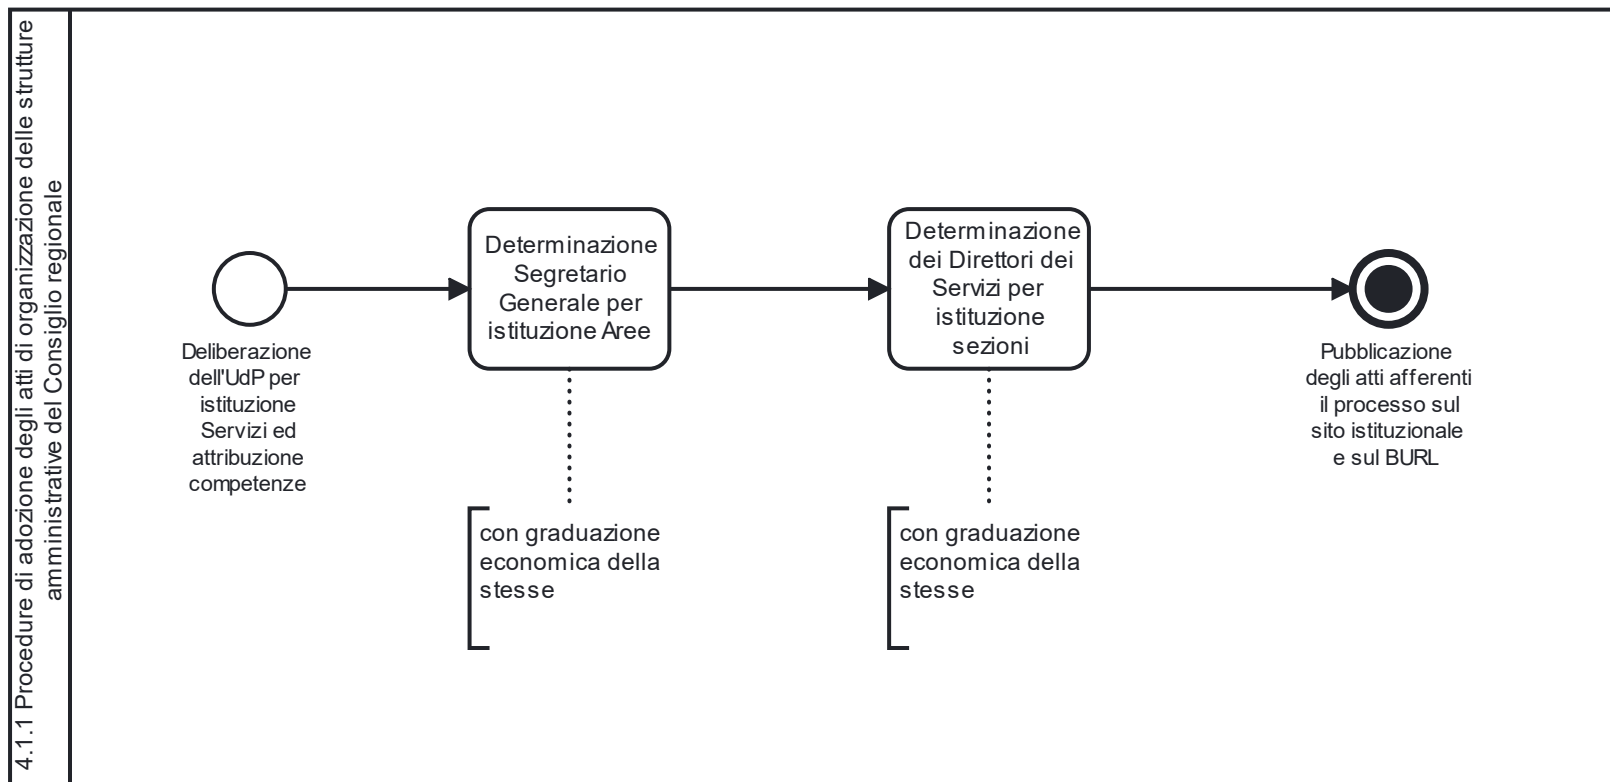 4.1.1 Procedure di adozione degli atti di organizzazione delle strutture
amministrative del Consiglio regionale
Deliberazione
dell'UdP per
istituzione
Servizi ed
attribuzione
competenze
Determinazione
Segretario
Generale per
istituzione Aree
con graduazione
economica della
stesse
Determinazione
dei Direttori dei
Servizi per
istituzione
sezioni
con graduazione
economica della
stesse
Pubblicazione
degli atti afferenti
il processo sul
sito istituzionale
e sul BURL